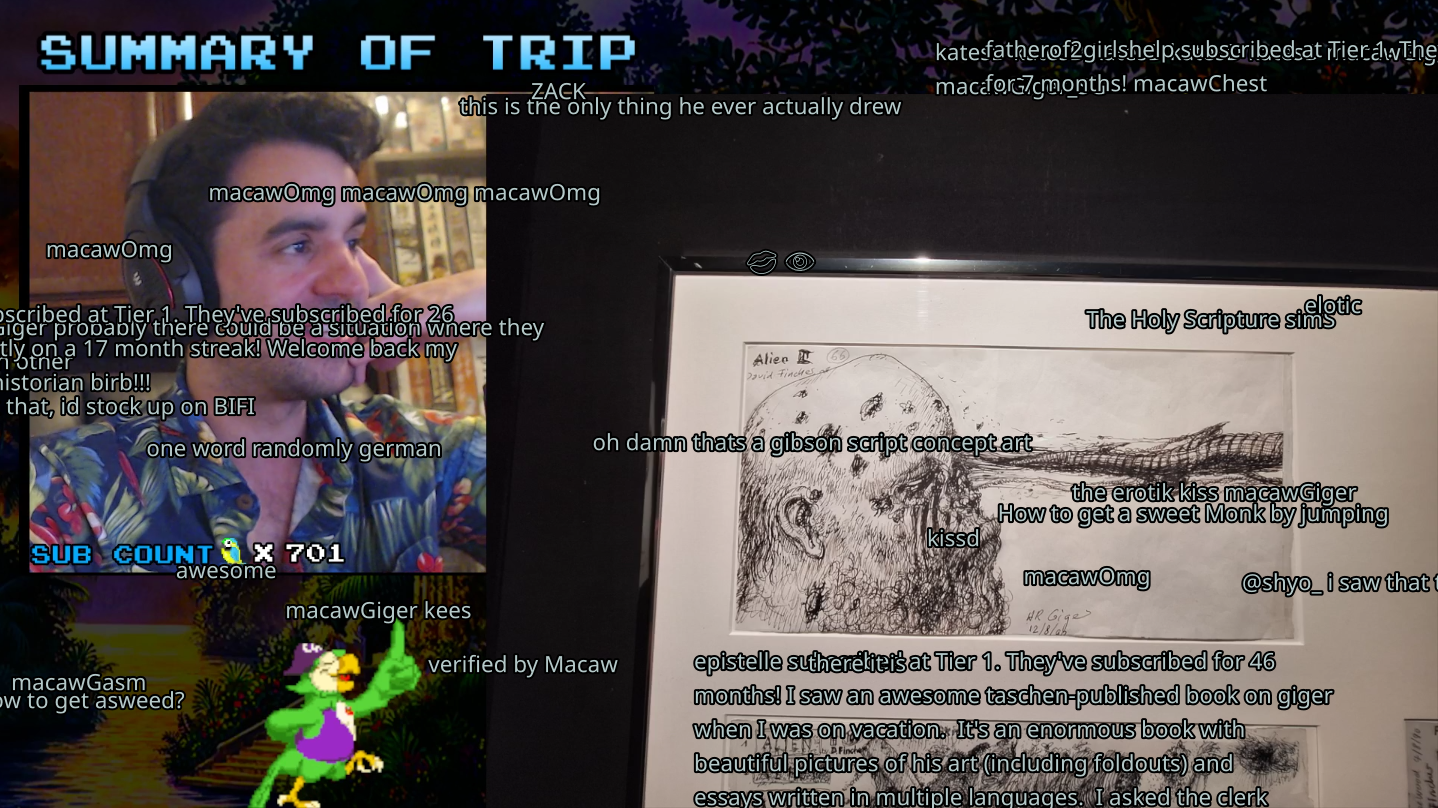 SUMMARY OF TRIP
fatherof2girlshelp subscribed at Tier 1. The
for 7 months! macawChest
ZACK
this is the only thing he ever actually drew
macawOmg macawOmg macawOmg
macawOmg
elotic
The Holy Scripture sims
bscribed at Tier 1. They've subscribed for 26
Giger probably there could be a situation where they
tly on a 17 month streak! Welcome back my
n other
historian birb!!!
that, id stock up on BIFI
Alien III
66
one word randomly german
oh damn thats a gibson script concept art
the erotik kiss macawGiger
How to get a sweet Monk by jumping
kissd
SUB COUNT X 701
awesome
macawOmg
@shyo_ i saw that
macawGiger kees
HR Giger
verified by Macaw
there it is
epistelle subscribed at Tier 1. They've subscribed for 46
macawGasm
ow to get asweed?
months! I saw an awesome taschen-published book on giger
when I was on vacation. It's an enormous book with
ALIEN
beautiful pictures of his art (including foldouts) and
essays written in multiple languages. I asked the clerk